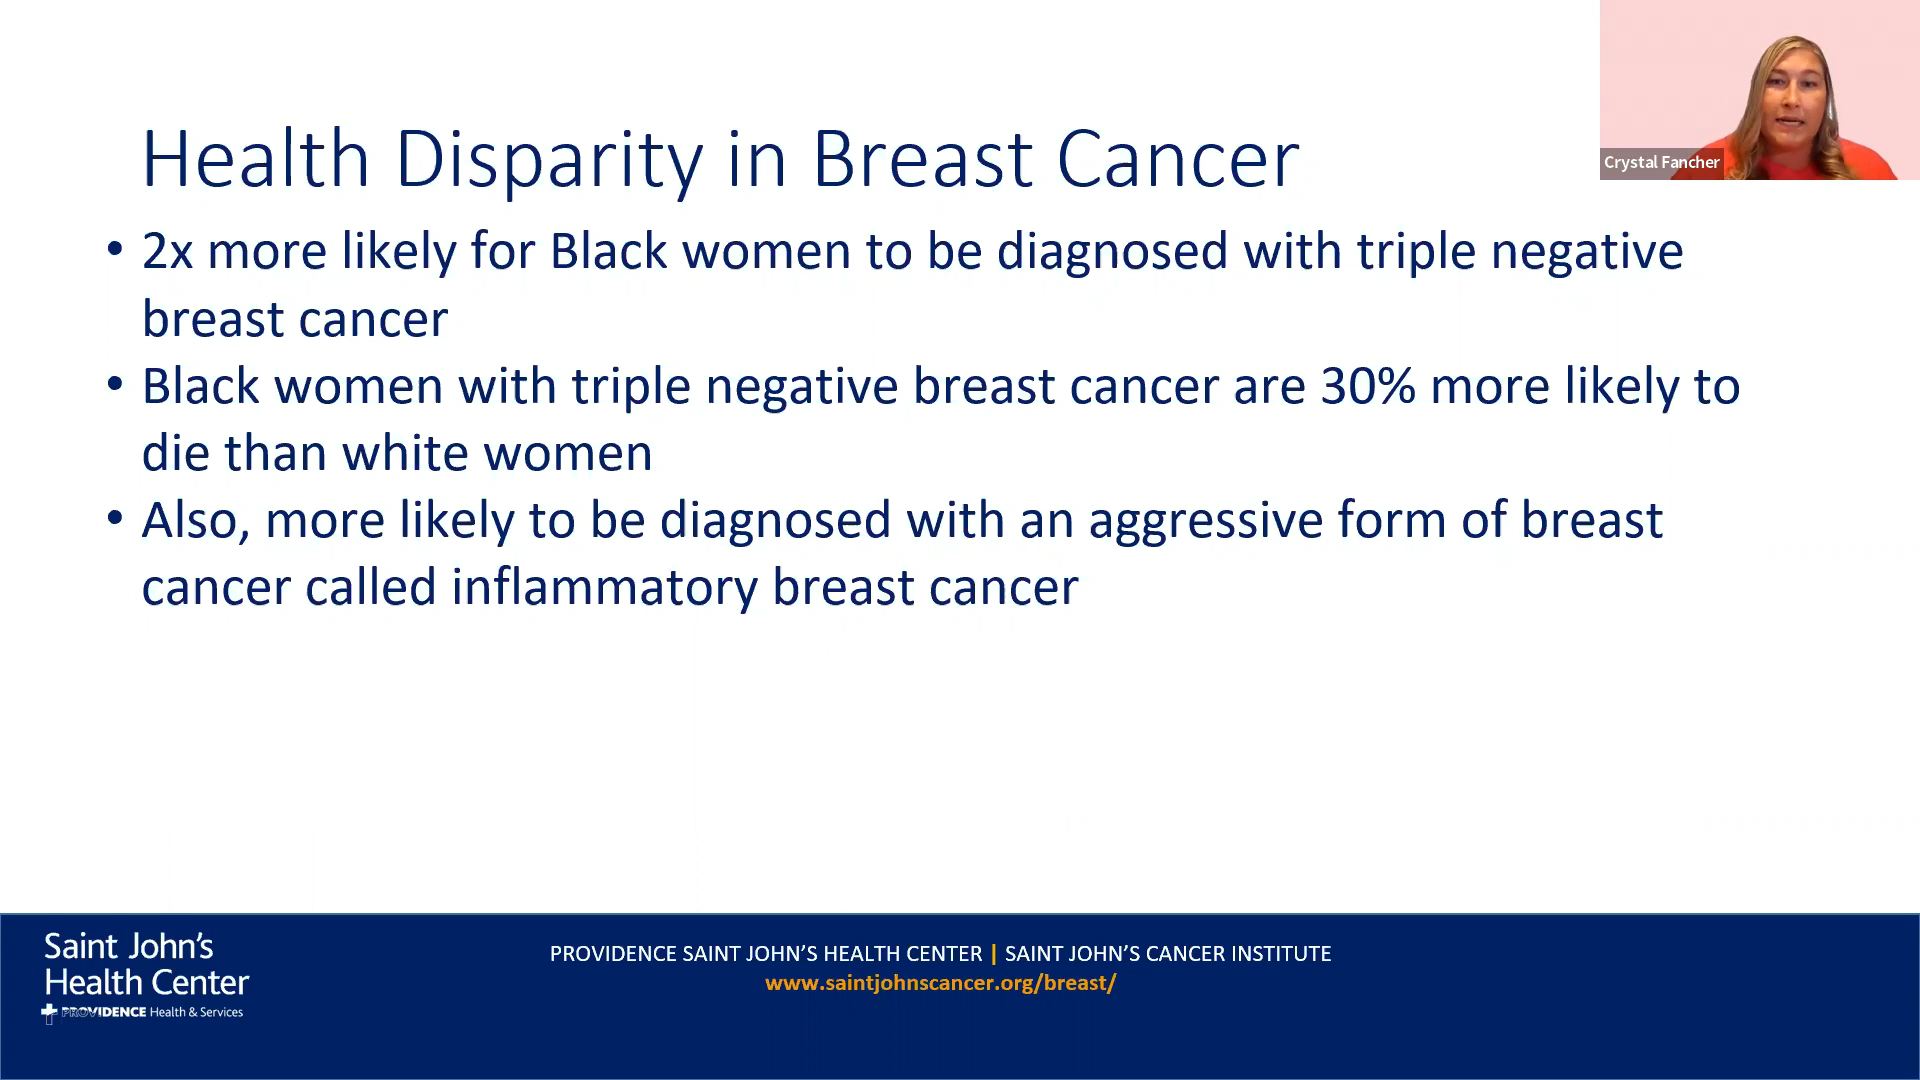 Crystal Fancher
Health Disparity in Breast Cancer
• 2x more likely for Black women to be diagnosed with triple negative
breast cancer
• Black women with triple negative breast cancer are 30% more likely to
die than white women
• Also, more likely to be diagnosed with an aggressive form of breast
cancer called inflammatory breast cancer
Saint John’s
Health Center
PROVIDENCE Health & Services
PROVIDENCE SAINT JOHN’S HEALTH CENTER | SAINT JOHN’S CANCER INSTITUTE
www.saintjohnscancer.org/breast/